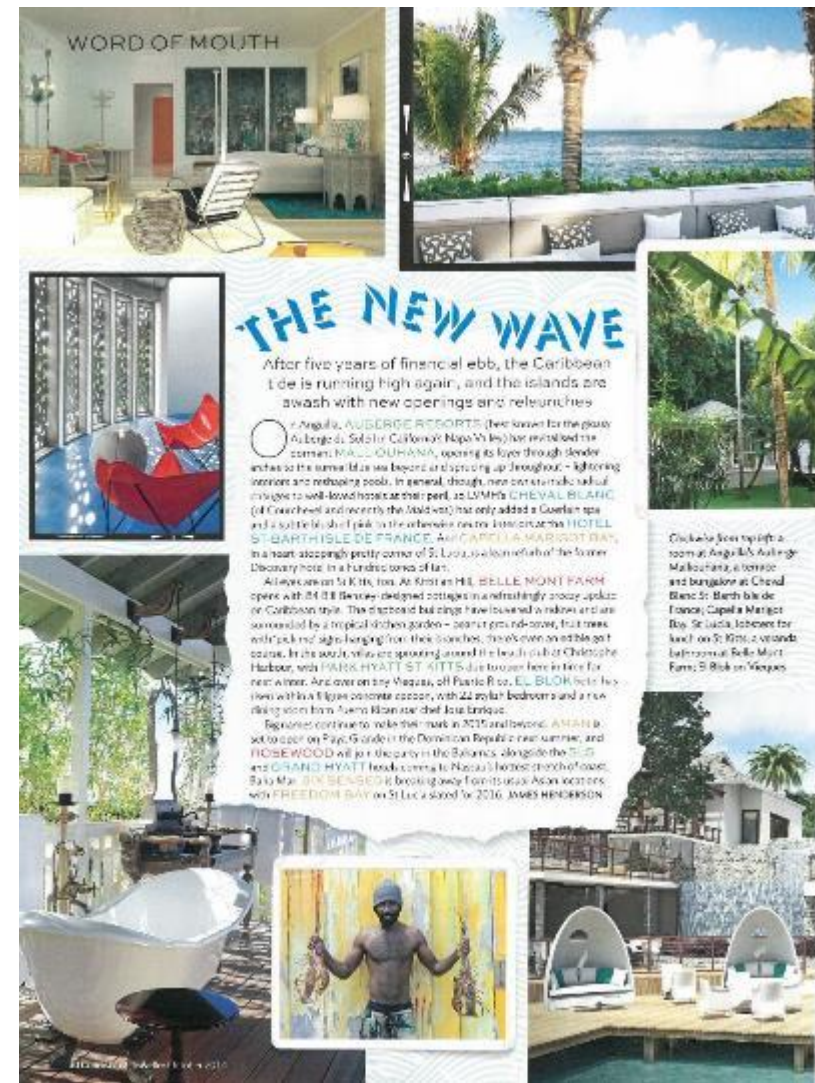 WORD OF MOUTH
THE NEW WAVE
After five years of financial ebb, the Caribbean
tide is running high again, and the islands are
awash with new openings and relaunches
On Anguilla, AUBERGE RESORTS (best known for the glossy
Auberge du Soleil in California's Napa Valley) has revitalised the
dormant MALLIOUHANA, opening its foyer through slender
arches to the surreal blue sea beyond and sprucing up throughout – lightening
interiors and reshaping pools. In general, though, new owners make radical
changes to well-loved hotels at their peril, so LVMH's CHEVAL BLANC
(of Courchevel and recently the Maldives) has only added a Guerlain spa
and a subtle blush of pink to the otherwise neutral interiors at the HOTEL
ST-BARTH ISLE DE FRANCE. And CAPELLA MARIGOT BAY,
in a heart-stoppingly pretty corner of St Lucia, is a lean refurb of the former
Discovery hotel in a hundred tones of tan.
All eyes are on St Kitts, too. At Kittitian Hill, BELLE MONT FARM
opens with 84 Bill Bensley-designed cottages in a refreshingly breezy update
on Caribbean style. The clapboard buildings have louvered windows and are
surrounded by a tropical kitchen garden – peanut ground-cover, fruit trees
with 'pick me' signs hanging from their branches, there's even an edible golf
course. In the south, villas are sprouting around the beach club at Christophe
Harbour, with PARK HYATT ST KITTS due to open here in time for
next winter. And over on tiny Vieques, off Puerto Rico, EL BLOK hotel has
risen within a filigree concrete cocoon, with 22 stylish bedrooms and a new
dining room from Puerto Rican star chef Jose Enrique.
Big names continue to make their mark in 2015 and beyond. AMAN is
set to open on Playa Grande in the Dominican Republic next summer, and
ROSEWOOD will join the party in the Bahamas, alongside the SLS
and GRAND HYATT hotels coming to Nassau's hottest stretch of coast,
Baha Mar. SIX SENSES is breaking away from its usual Asian locations,
with FREEDOM BAY on St Lucia slated for 2016. JAMES HENDERSON
Clockwise from top left: a
room at Anguilla's Auberge
Malliouhana; a terrace
and bungalow at Cheval
Blanc St-Barth Isle de
France; Capella Marigot
Bay, St Lucia; lobsters for
lunch on St Kitts; a veranda
bathroom at Belle Mont
Farm; El Blok on Vieques
Traveller October 2014